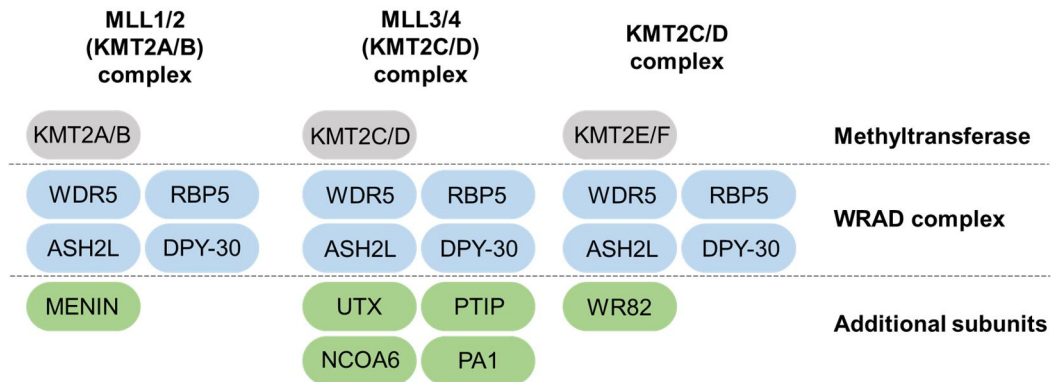 MLL1/2
(KMT2A/B)
complex
MLL3/4
(KMT2C/D)
complex
KMT2C/D
complex
KMT2A/B
KMT2C/D
KMT2E/F
Methyltransferase
WDR5
RBP5
WDR5
RBP5
WDR5
RBP5
ASH2L
DPY-30
ASH2L
DPY-30
ASH2L
DPY-30
WRAD complex
MENIN
UTX
PTIP
WR82
NCOA6
PA1
Additional subunits